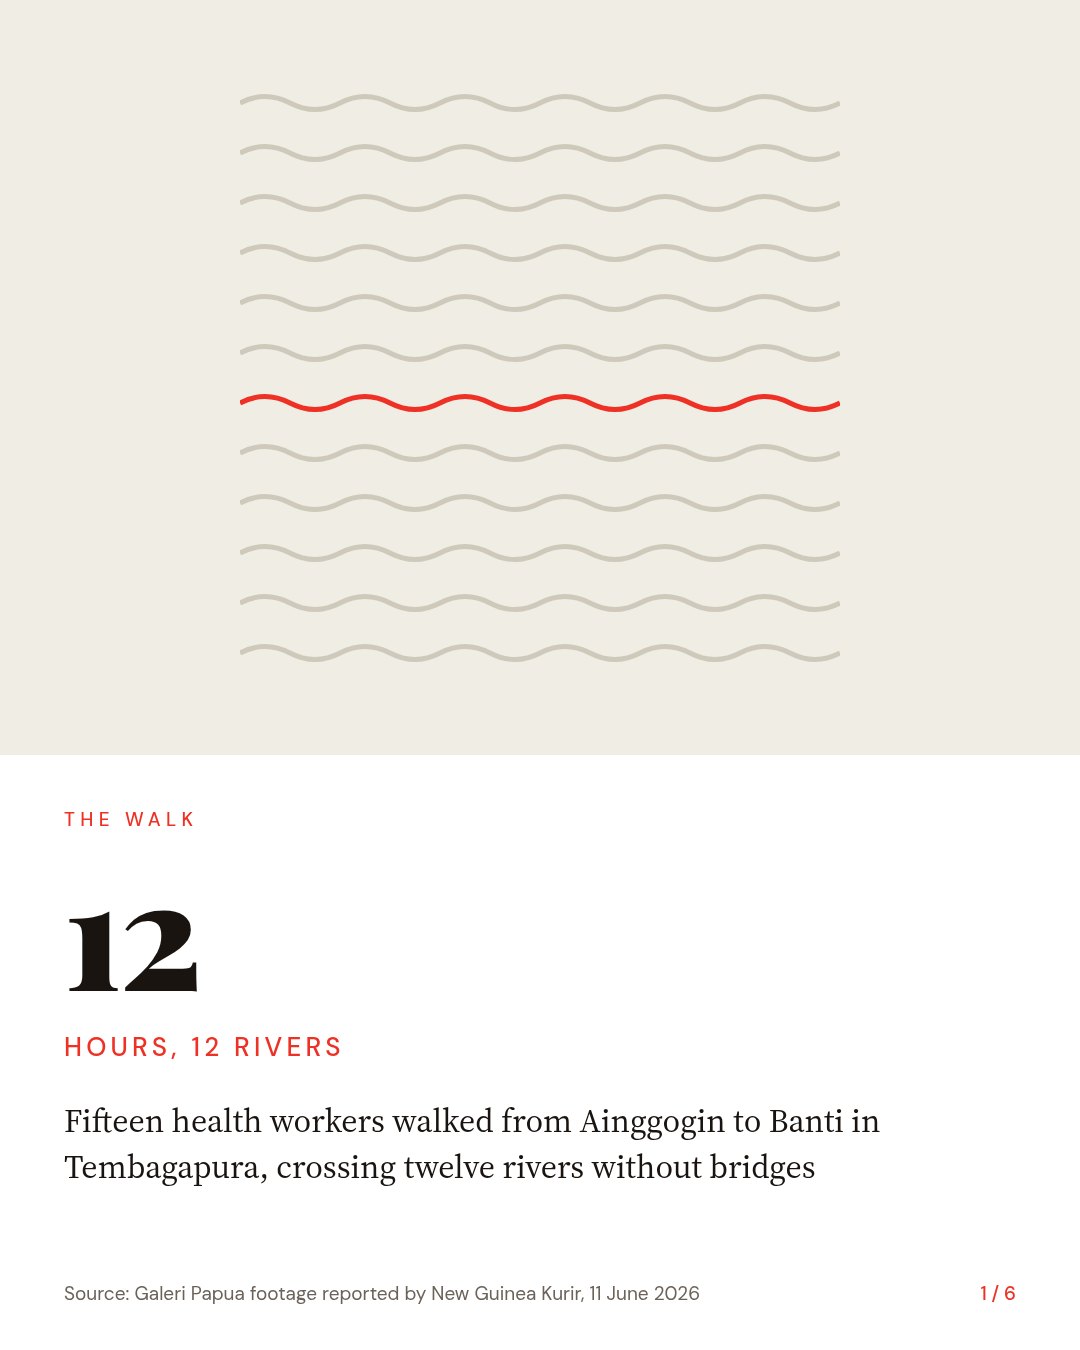 THE WALK
12
HOURS, 12 RIVERS
Fifteen health workers walked from Ainggogin to Banti in
Tembagapura, crossing twelve rivers without bridges
Source: Galeri Papua footage reported by New Guinea Kurir, 11 June 2026
1 / 6